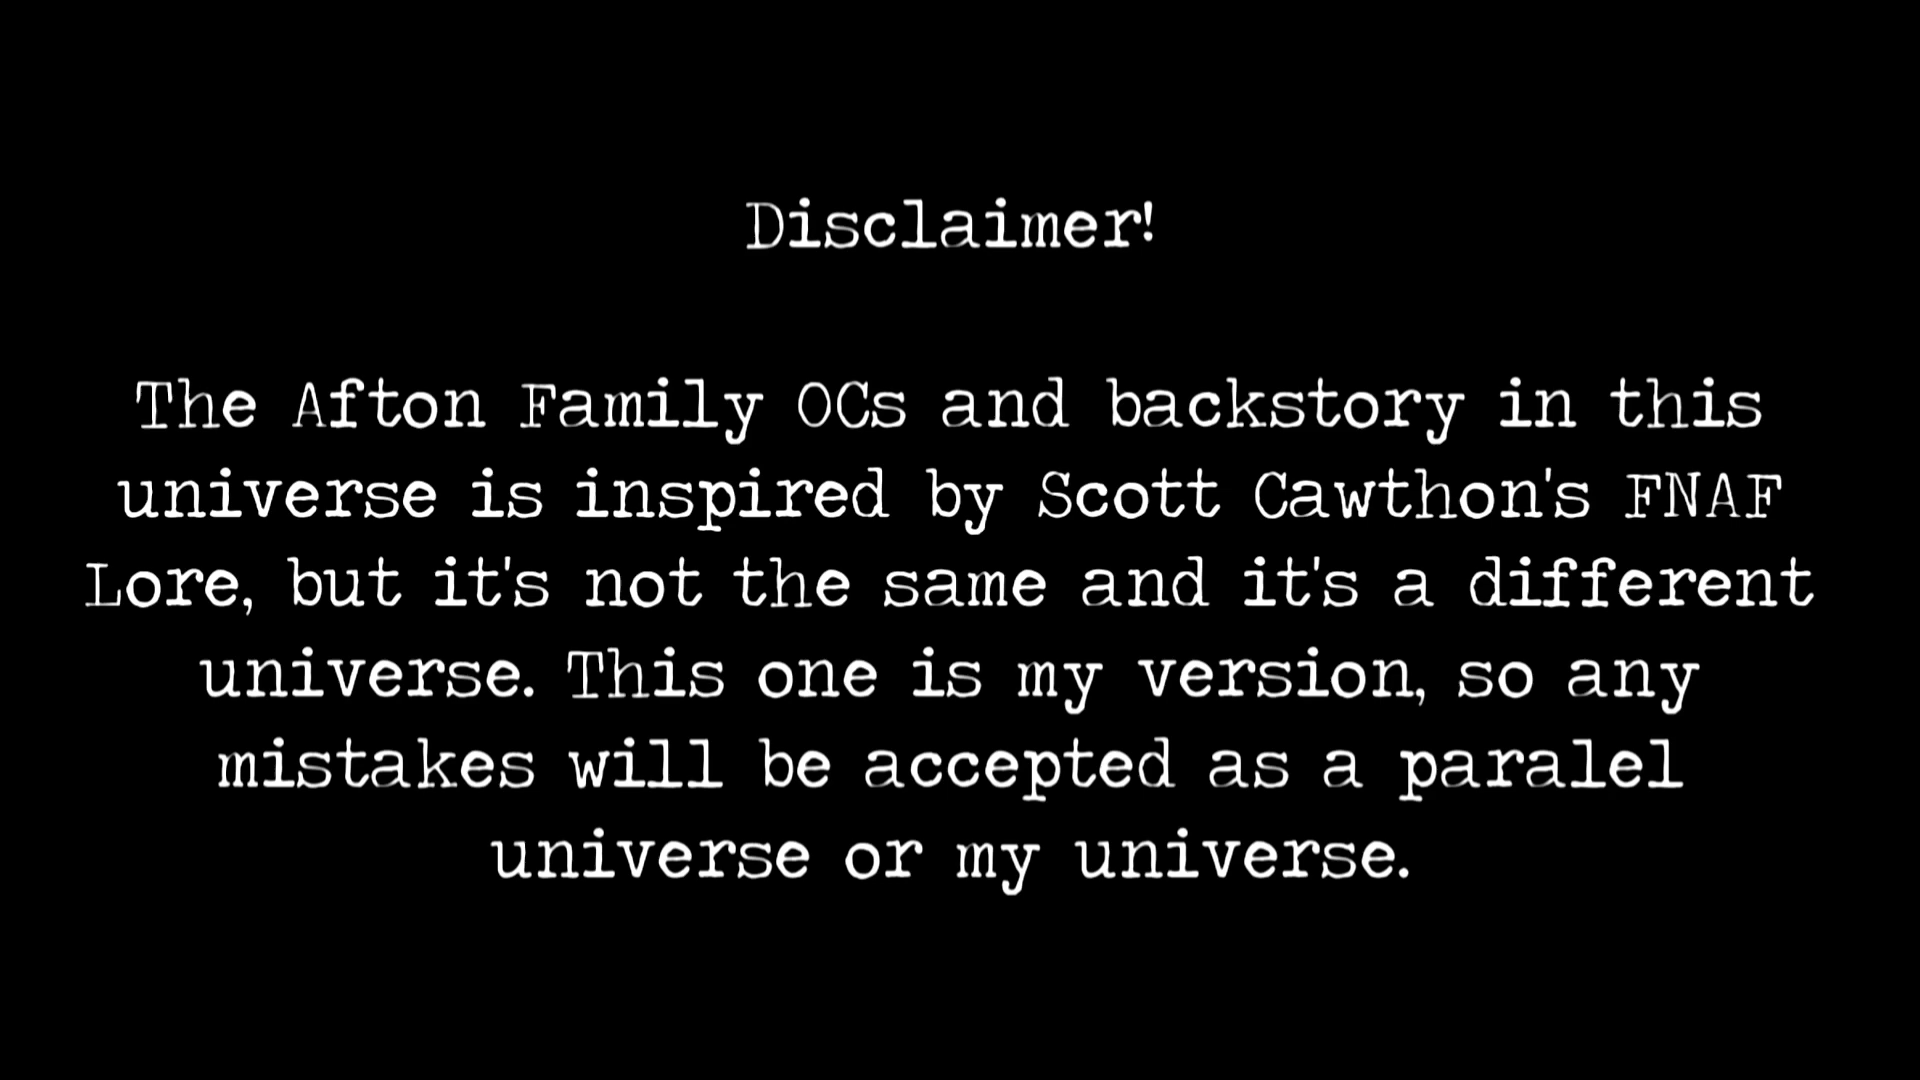 Disclaimer!
The Afton Family OCs and backstory in this
universe is inspired by Scott Cawthon's FNAF
Lore, but it's not the same and it's a different
universe. This one is my version, so any
mistakes will be accepted as a paralel
universe or my universe.